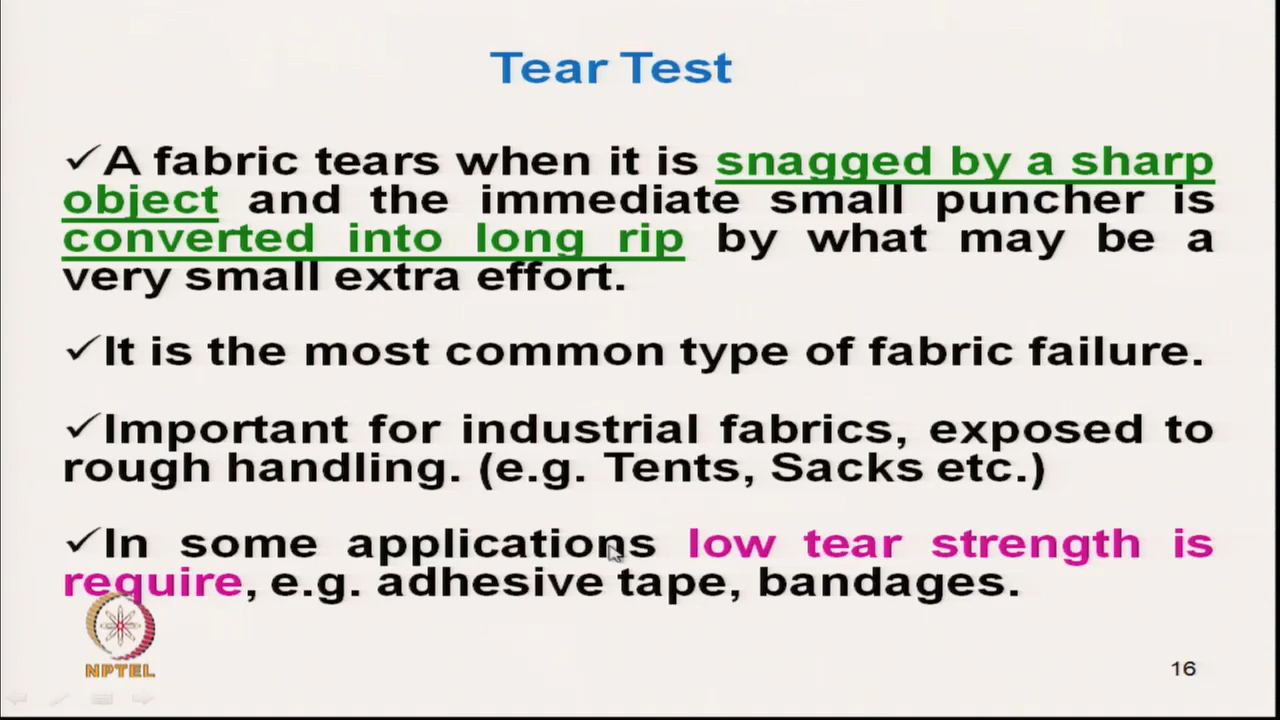 Tear Test
✓A fabric tears when it is snagged by a sharp
object and the immediate small puncher is
converted into long rip by what may be a
very small extra effort.
✓It is the most common type of fabric failure.
✓Important for industrial fabrics, exposed to
rough handling. (e.g. Tents, Sacks etc.)
✓In some applications low tear strength is
require, e.g. adhesive tape, bandages.
NPTEL
16